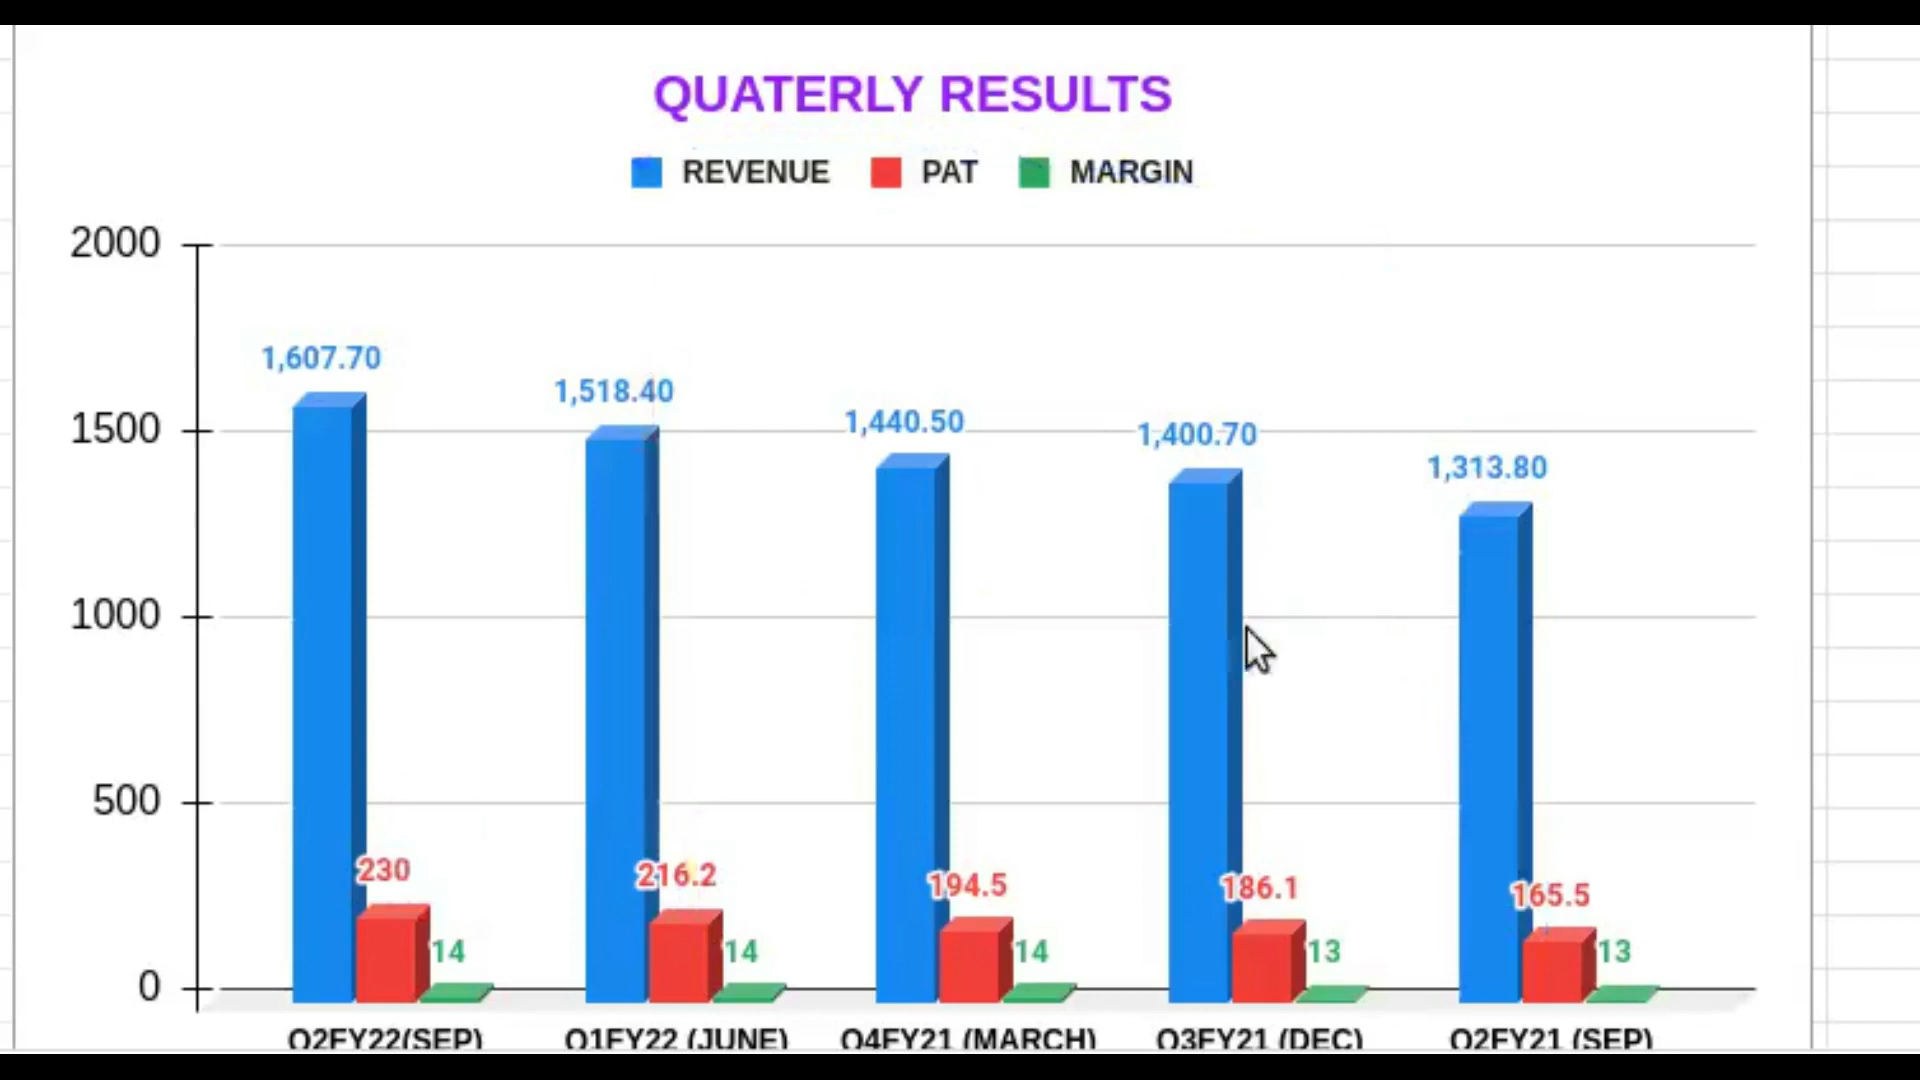 QUATERLY RESULTS
REVENUE PAT MARGIN
2000
1,607.70
1,518.40
1500
1,440.50
1,400.70
1,313.80
1000
500
230 216.2 194.5 186.1 165.5
14 14 14 13 13
0
Q2FY22(SEP) Q1FY22 (JUNE) Q4FY21 (MARCH) Q3FY21 (DEC) Q2FY21 (SEP)